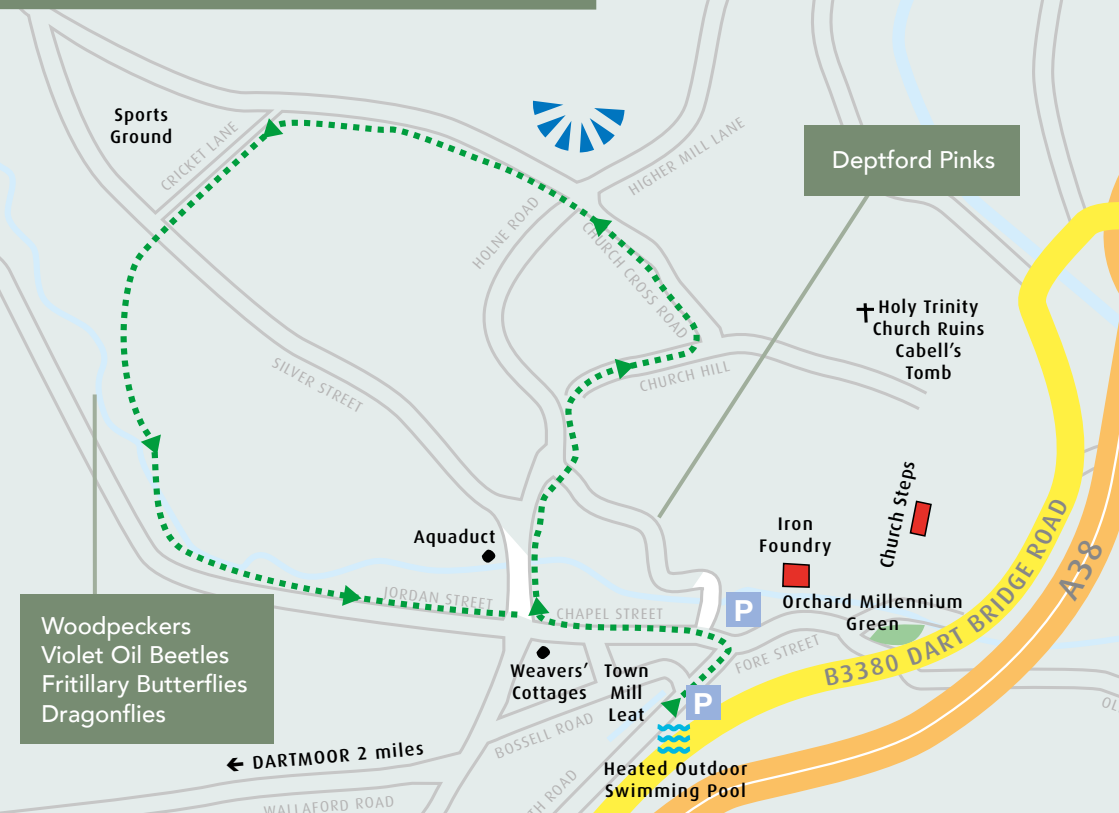 Sports
Ground
CRICKET LANE
HIGHER MILL LANE
Deptford Pinks
HOLNE ROAD
CHURCH CROSS ROAD
Holy Trinity
Church Ruins
Cabell's
Tomb
SILVER STREET
CHURCH HILL
Church Steps
Iron
Foundry
Aquaduct
A38
JORDAN STREET
CHAPEL STREET
P
Orchard Millennium
Green
B3380 DART BRIDGE ROAD
FORE STREET
Woodpeckers
Violet Oil Beetles
Fritillary Butterflies
Dragonflies
Weavers'
Cottages
Town
Mill
Leat
P
BOSSELL ROAD
DARTMOOR 2 miles
Heated Outdoor
Swimming Pool
WALLAFORD ROAD